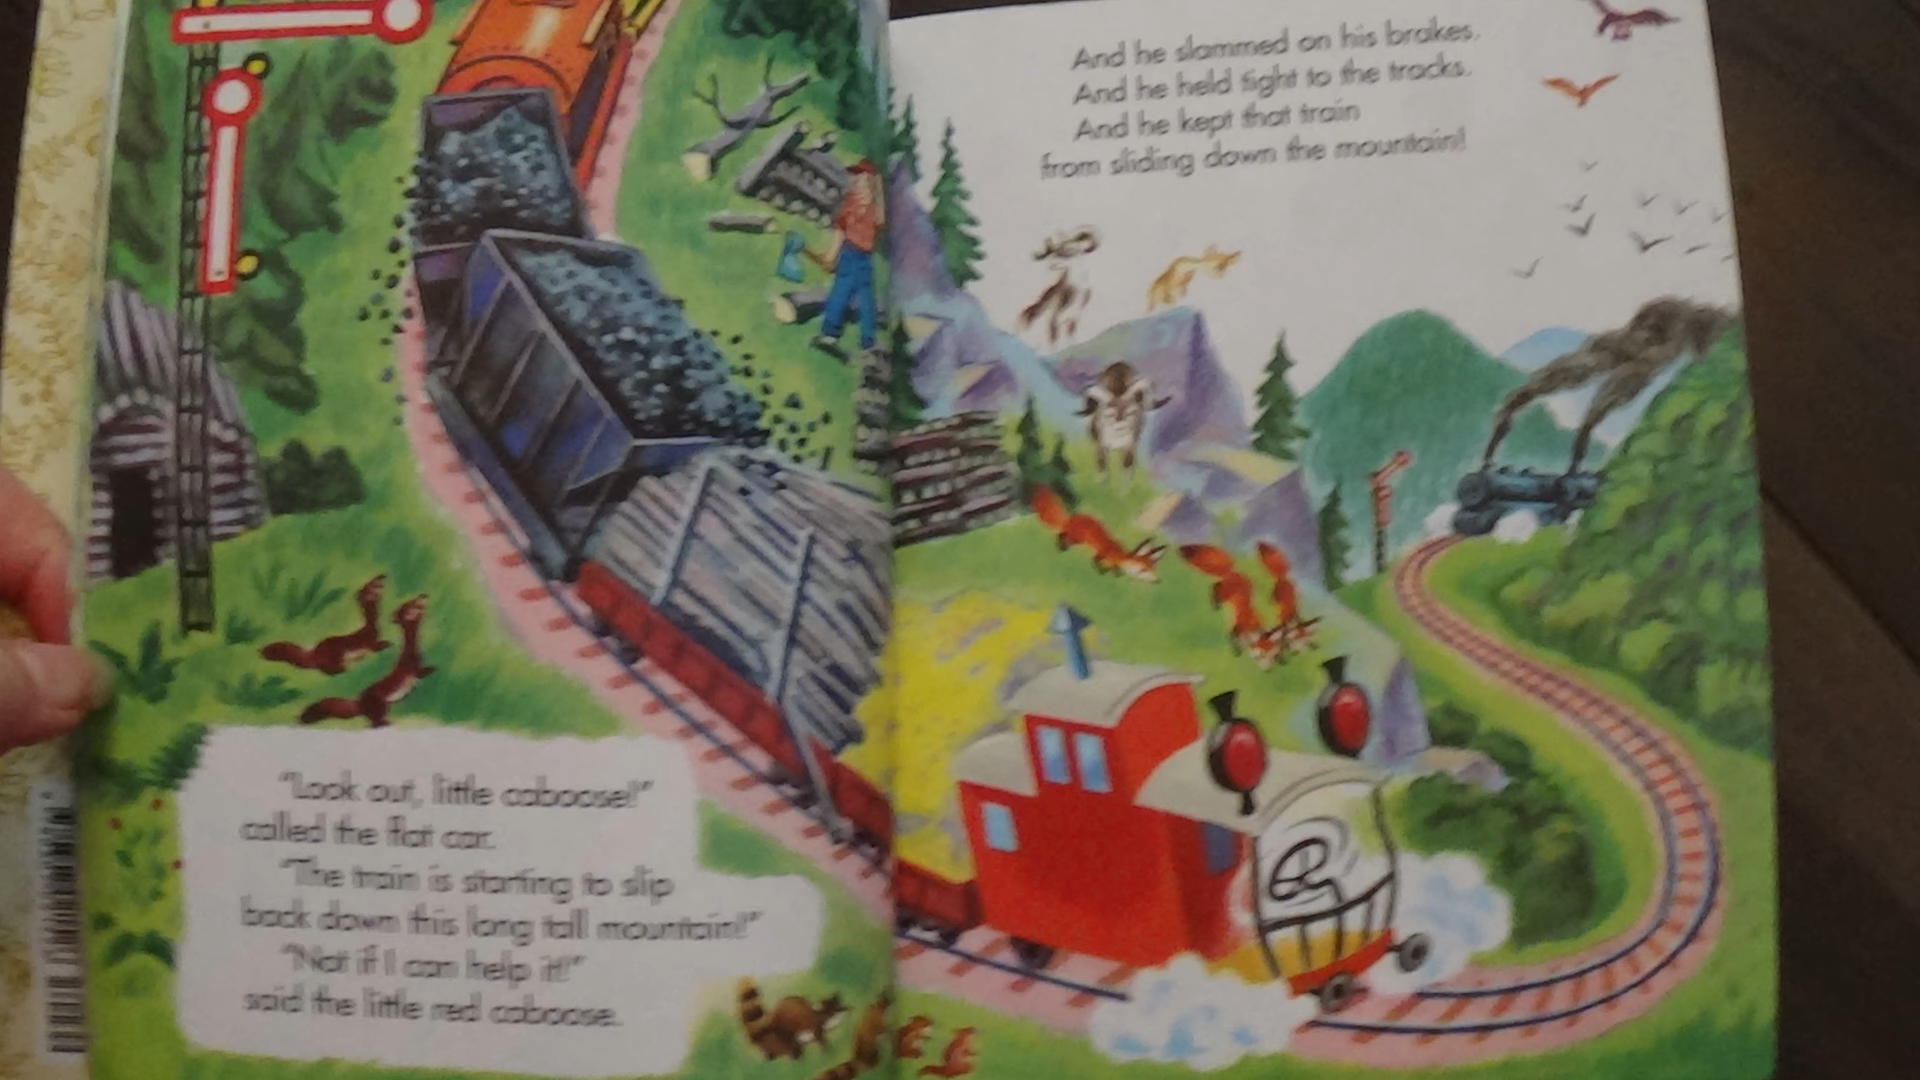 "Look out, little caboose!"
called the flat car.
"The train is starting to slip
back down this long tall mountain!"
"Not if I can help it!"
said the little red caboose.
And he slammed on his brakes.
And he held tight to the tracks.
And he kept that train
from sliding down the mountain!